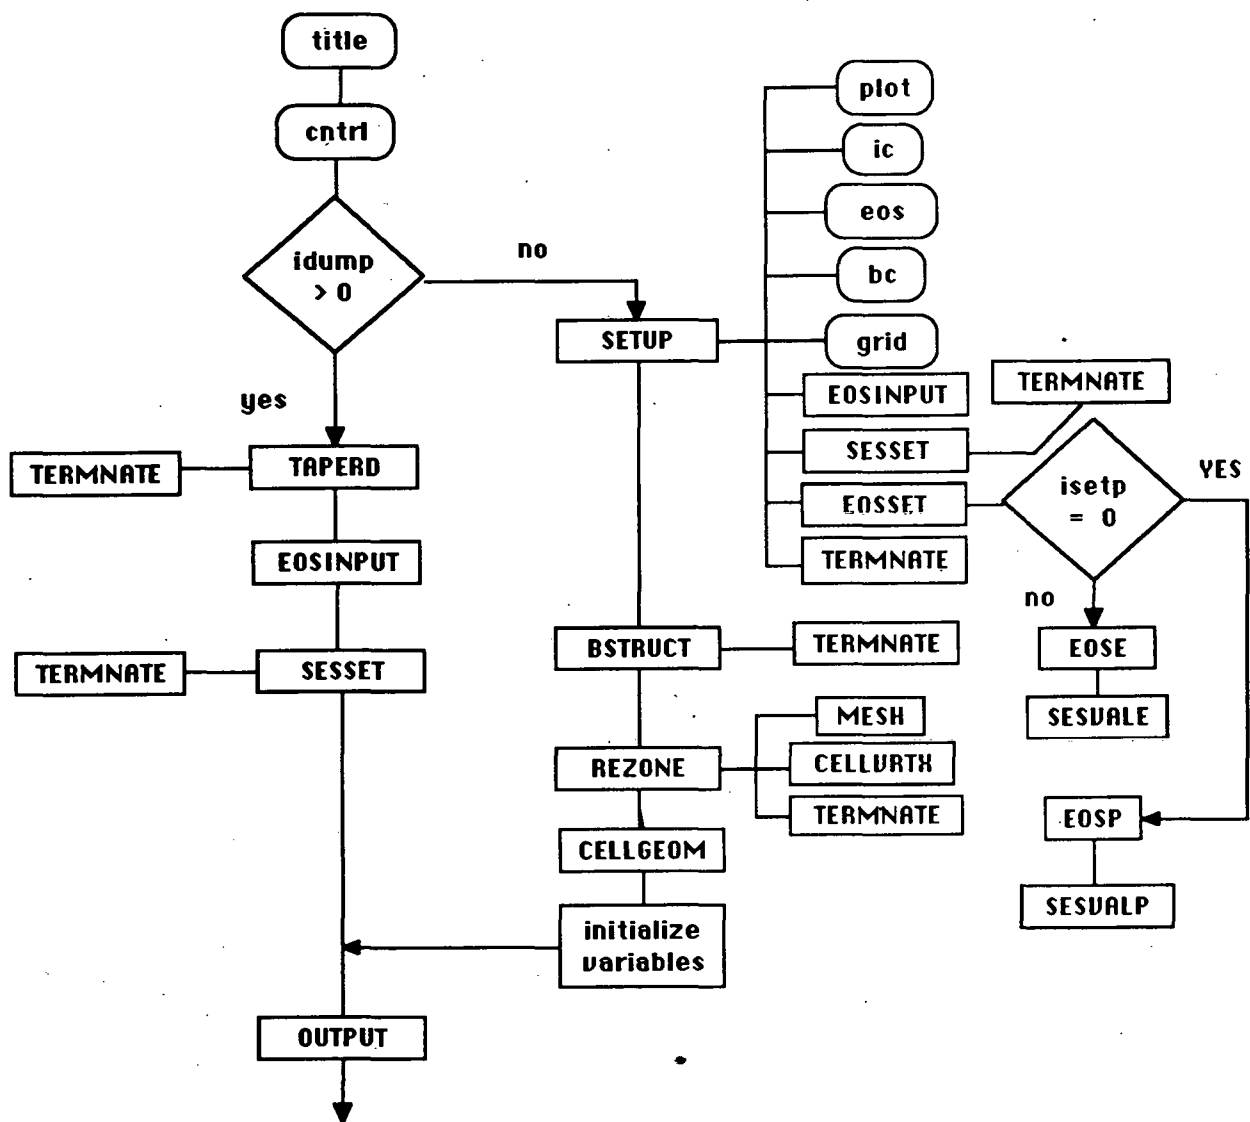 title
cntrl
idump
> 0
no
yes
TERMNATE
TAPERD
EOSINPUT
TERMNATE
SESSET
OUTPUT
SETUP
BSTRUCT
TERMNATE
REZONE
MESH
CELLVRTX
TERMNATE
CELLGEOM
initialize
variables
plot
ic
eos
bc
grid
EOSINPUT
SESSET
TERMNATE
EOSSET
TERMNATE
isetp
= 0
YES
no
EOSE
SESVALE
EOSP
SESVALP